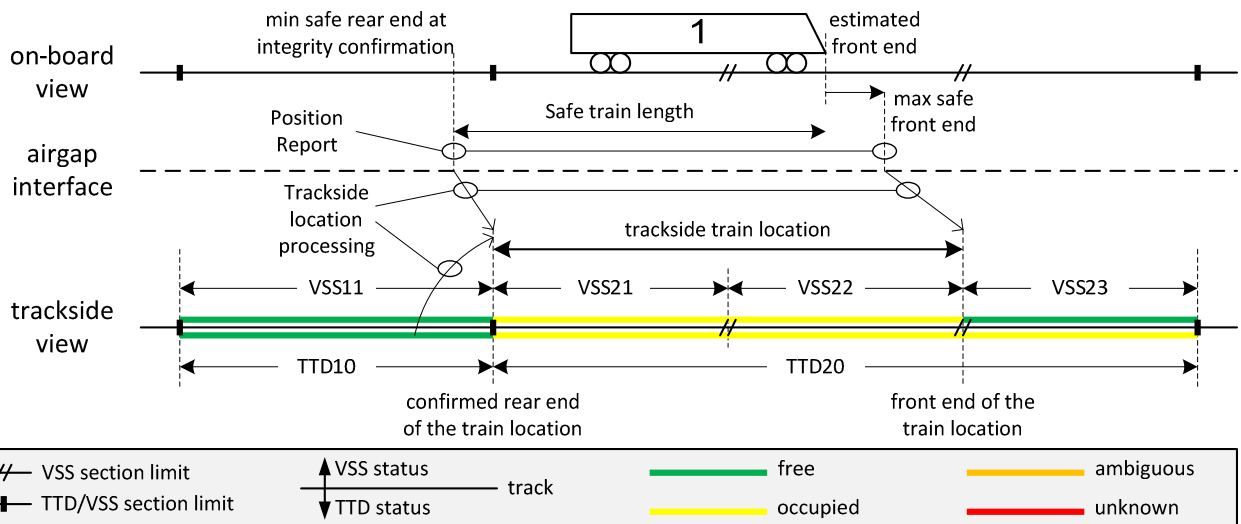 min safe rear end at
integrity confirmation
1
estimated
front end
on-board
view
max safe
front end
Safe train length
Position
Report
airgap
interface
Trackside
location
processing
trackside train location
VSS11
VSS21
VSS22
VSS23
trackside
view
TTD10
TTD20
confirmed rear end
of the train location
front end of the
train location
VSS section limit
TTD/VSS section limit
VSS status
TTD status
track
free
occupied
ambiguous
unknown